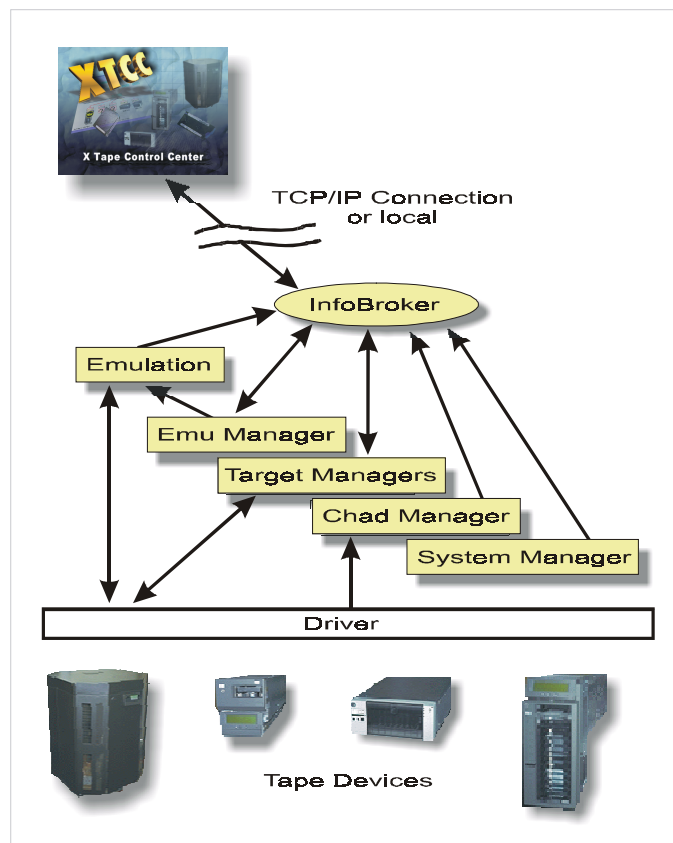 XTCC
X Tape Control Center
TCP/IP Connection
or local
InfoBroker
Emulation
Emu Manager
Target Managers
Chad Manager
System Manager
Driver
Tape Devices